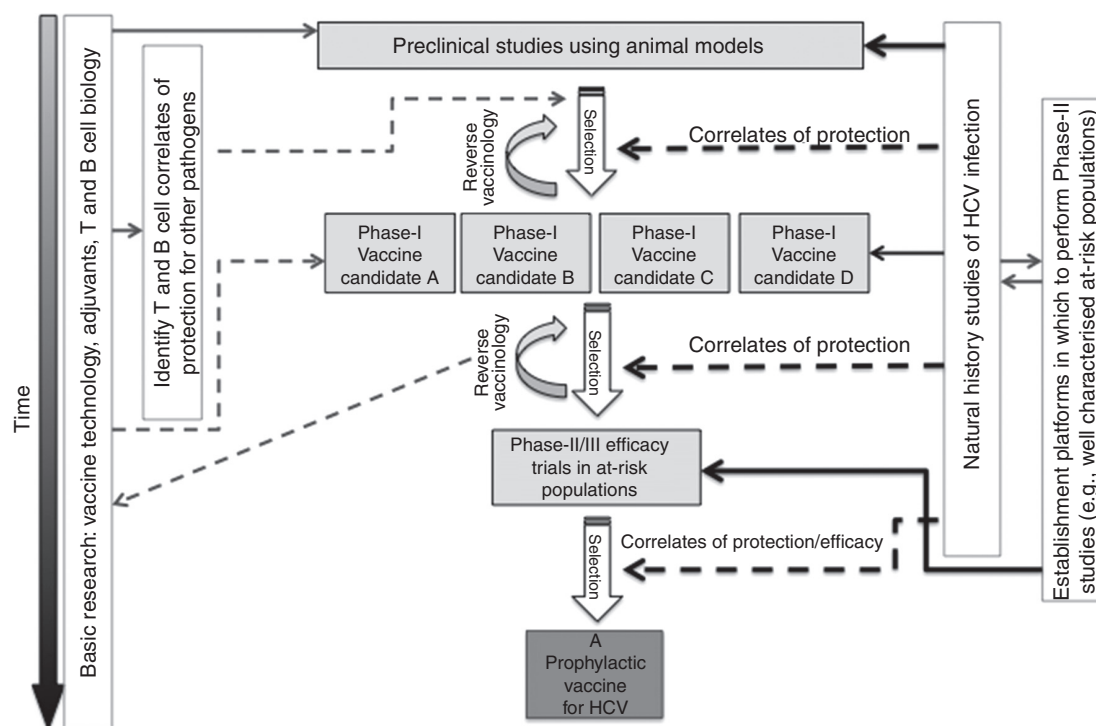 Time
Basic research: vaccine technology, adjuvants, T and B cell biology
Identify T and B cell correlates of
protection for other pathogens
Preclinical studies using animal models
Selection
Reverse
vaccinology
Correlates of protection
Phase-I
Vaccine
candidate A
Phase-I
Vaccine
candidate B
Phase-I
Vaccine
candidate C
Phase-I
Vaccine
candidate D
Selection
Reverse
vaccinology
Correlates of protection
Phase-II/III efficacy
trials in at-risk
populations
Selection
Correlates of protection/efficacy
A
Prophylactic
vaccine
for HCV
Natural history studies of HCV infection
Establishment platforms in which to perform Phase-II
studies (e.g., well characterised at-risk populations)